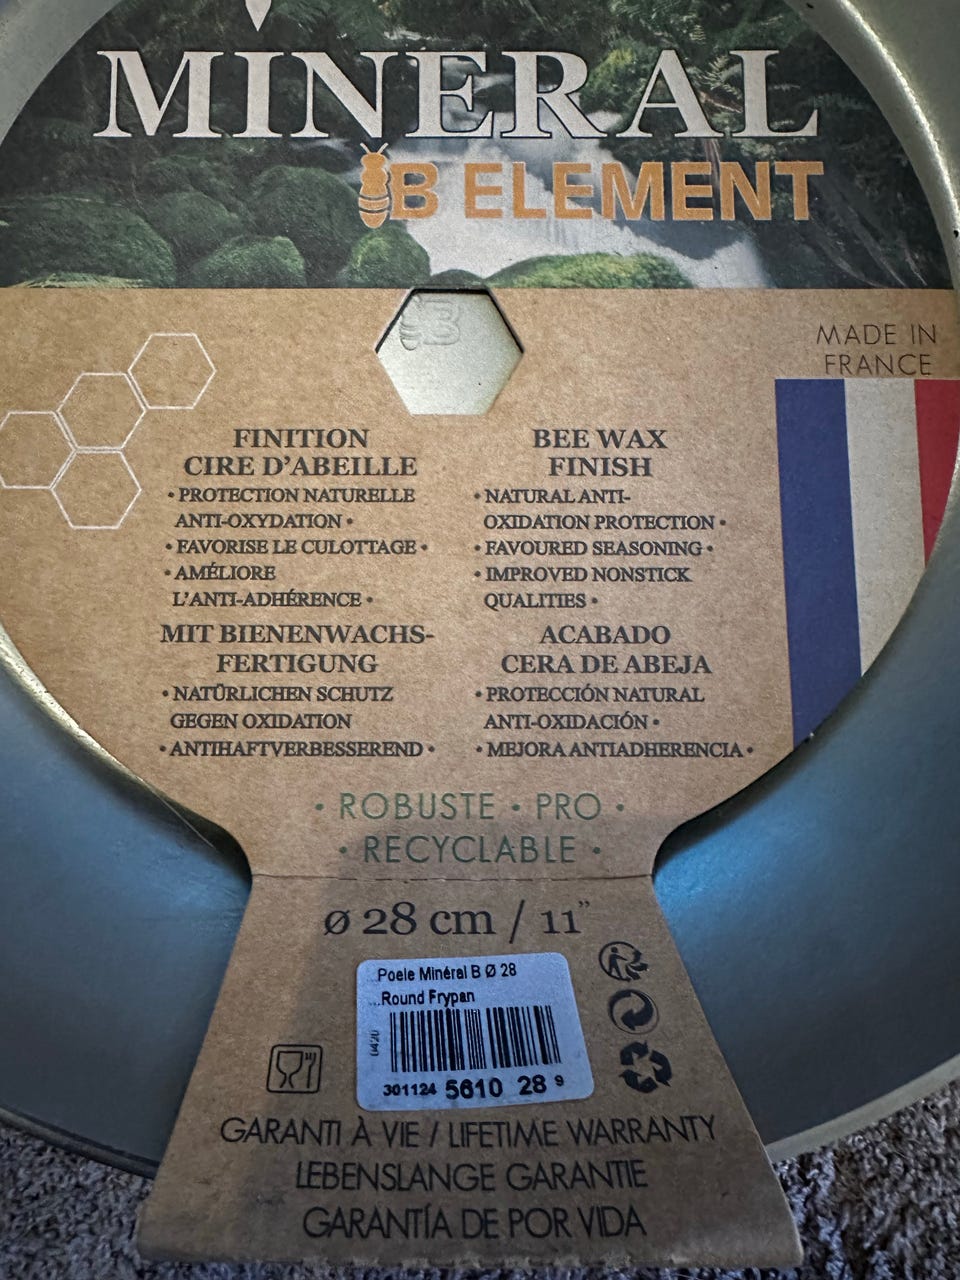 MINERAL
B ELEMENT
B
MADE IN
FRANCE
FINITION
CIRE D'ABEILLE
• PROTECTION NATURELLE
ANTI-OXYDATION •
• FAVORISE LE CULOTTAGE •
• AMÉLIORE
L'ANTI-ADHÉRENCE •
BEE WAX
FINISH
• NATURAL ANTI-
OXIDATION PROTECTION •
• FAVOURED SEASONING •
• IMPROVED NONSTICK
QUALITIES •
MIT BIENENWACHS-
FERTIGUNG
• NATÜRLICHEN SCHUTZ
GEGEN OXIDATION
• ANTIHAFTVERBESSEREND •
ACABADO
CERA DE ABEJA
• PROTECCIÓN NATURAL
ANTI-OXIDACIÓN •
• MEJORA ANTIADHERENCIA •
• ROBUSTE • PRO •
• RECYCLABLE •
ø 28 cm / 11"
Poele Minéral B Ø 28
...Round Frypan
0420
301124 5610 28 9
GARANTI À VIE / LIFETIME WARRANTY
LEBENSLANGE GARANTIE
GARANTÍA DE POR VIDA